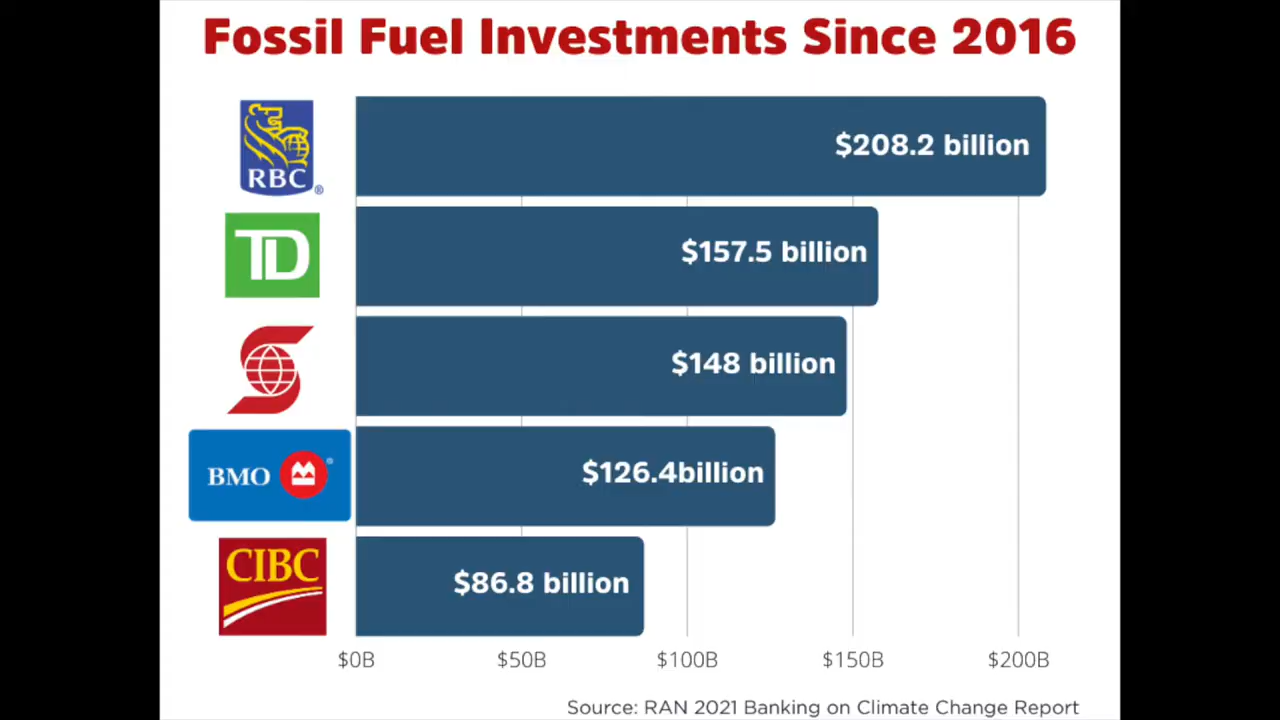 Fossil Fuel Investments Since 2016
RBC ®
$208.2 billion
TD
$157.5 billion
$148 billion
BMO ®
$126.4billion
CIBC
$86.8 billion
$0B $50B $100B $150B $200B
Source: RAN 2021 Banking on Climate Change Report